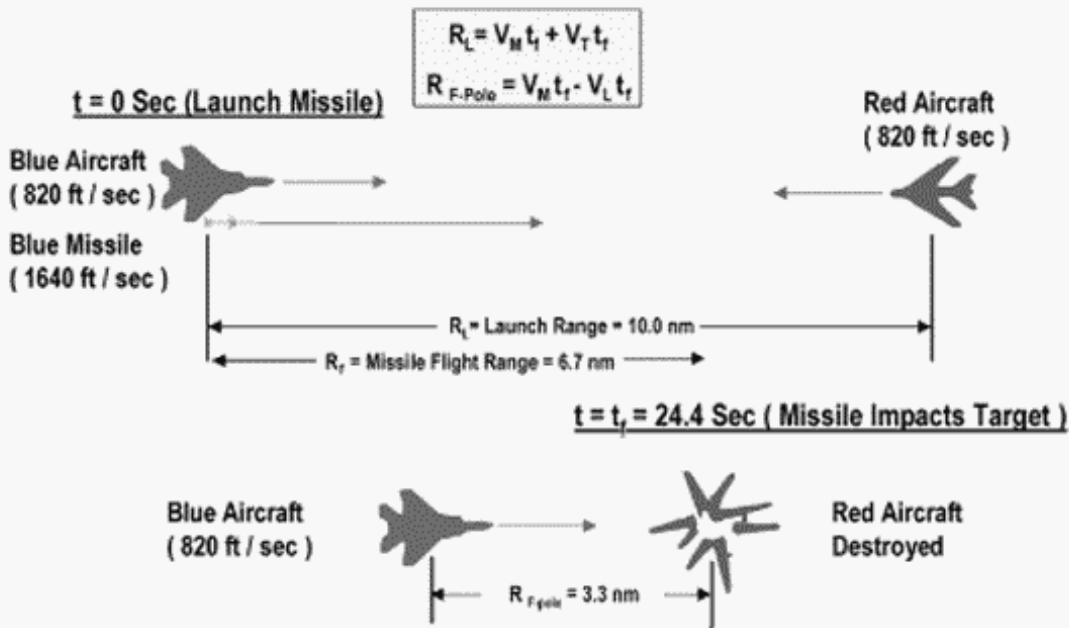 R_L = V_M t_f + V_T t_f
R_F-Pole = V_M t_f - V_L t_f
t = 0 Sec (Launch Missile)
Red Aircraft
( 820 ft / sec )
Blue Aircraft
( 820 ft / sec )
Blue Missile
( 1640 ft / sec )
R_L = Launch Range = 10.0 nm
R_f = Missile Flight Range = 6.7 nm
t = t_f = 24.4 Sec ( Missile Impacts Target )
Blue Aircraft
( 820 ft / sec )
Red Aircraft
Destroyed
R_F-pole = 3.3 nm